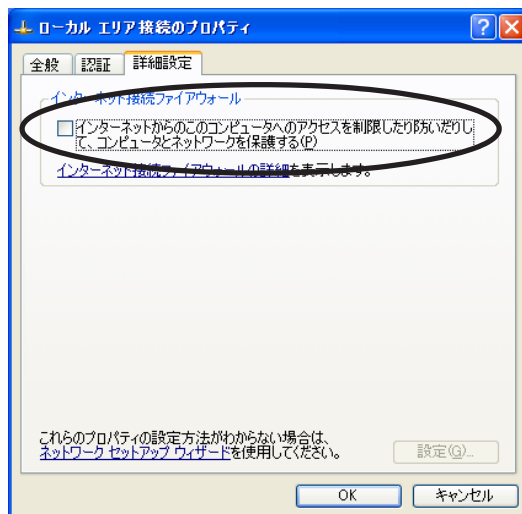 ローカル エリア接続のプロパティ
全般 認証 詳細設定
インターネット接続ファイアウォール
インターネットからのこのコンピュータへのアクセスを制限したり防いだりし
て、コンピュータとネットワークを保護する(P)
インターネット接続ファイアウォールの詳細を表示します。
これらのプロパティの設定方法がわからない場合は、
ネットワーク セットアップ ウィザードを使用してください。
設定(G)...
OK キャンセル